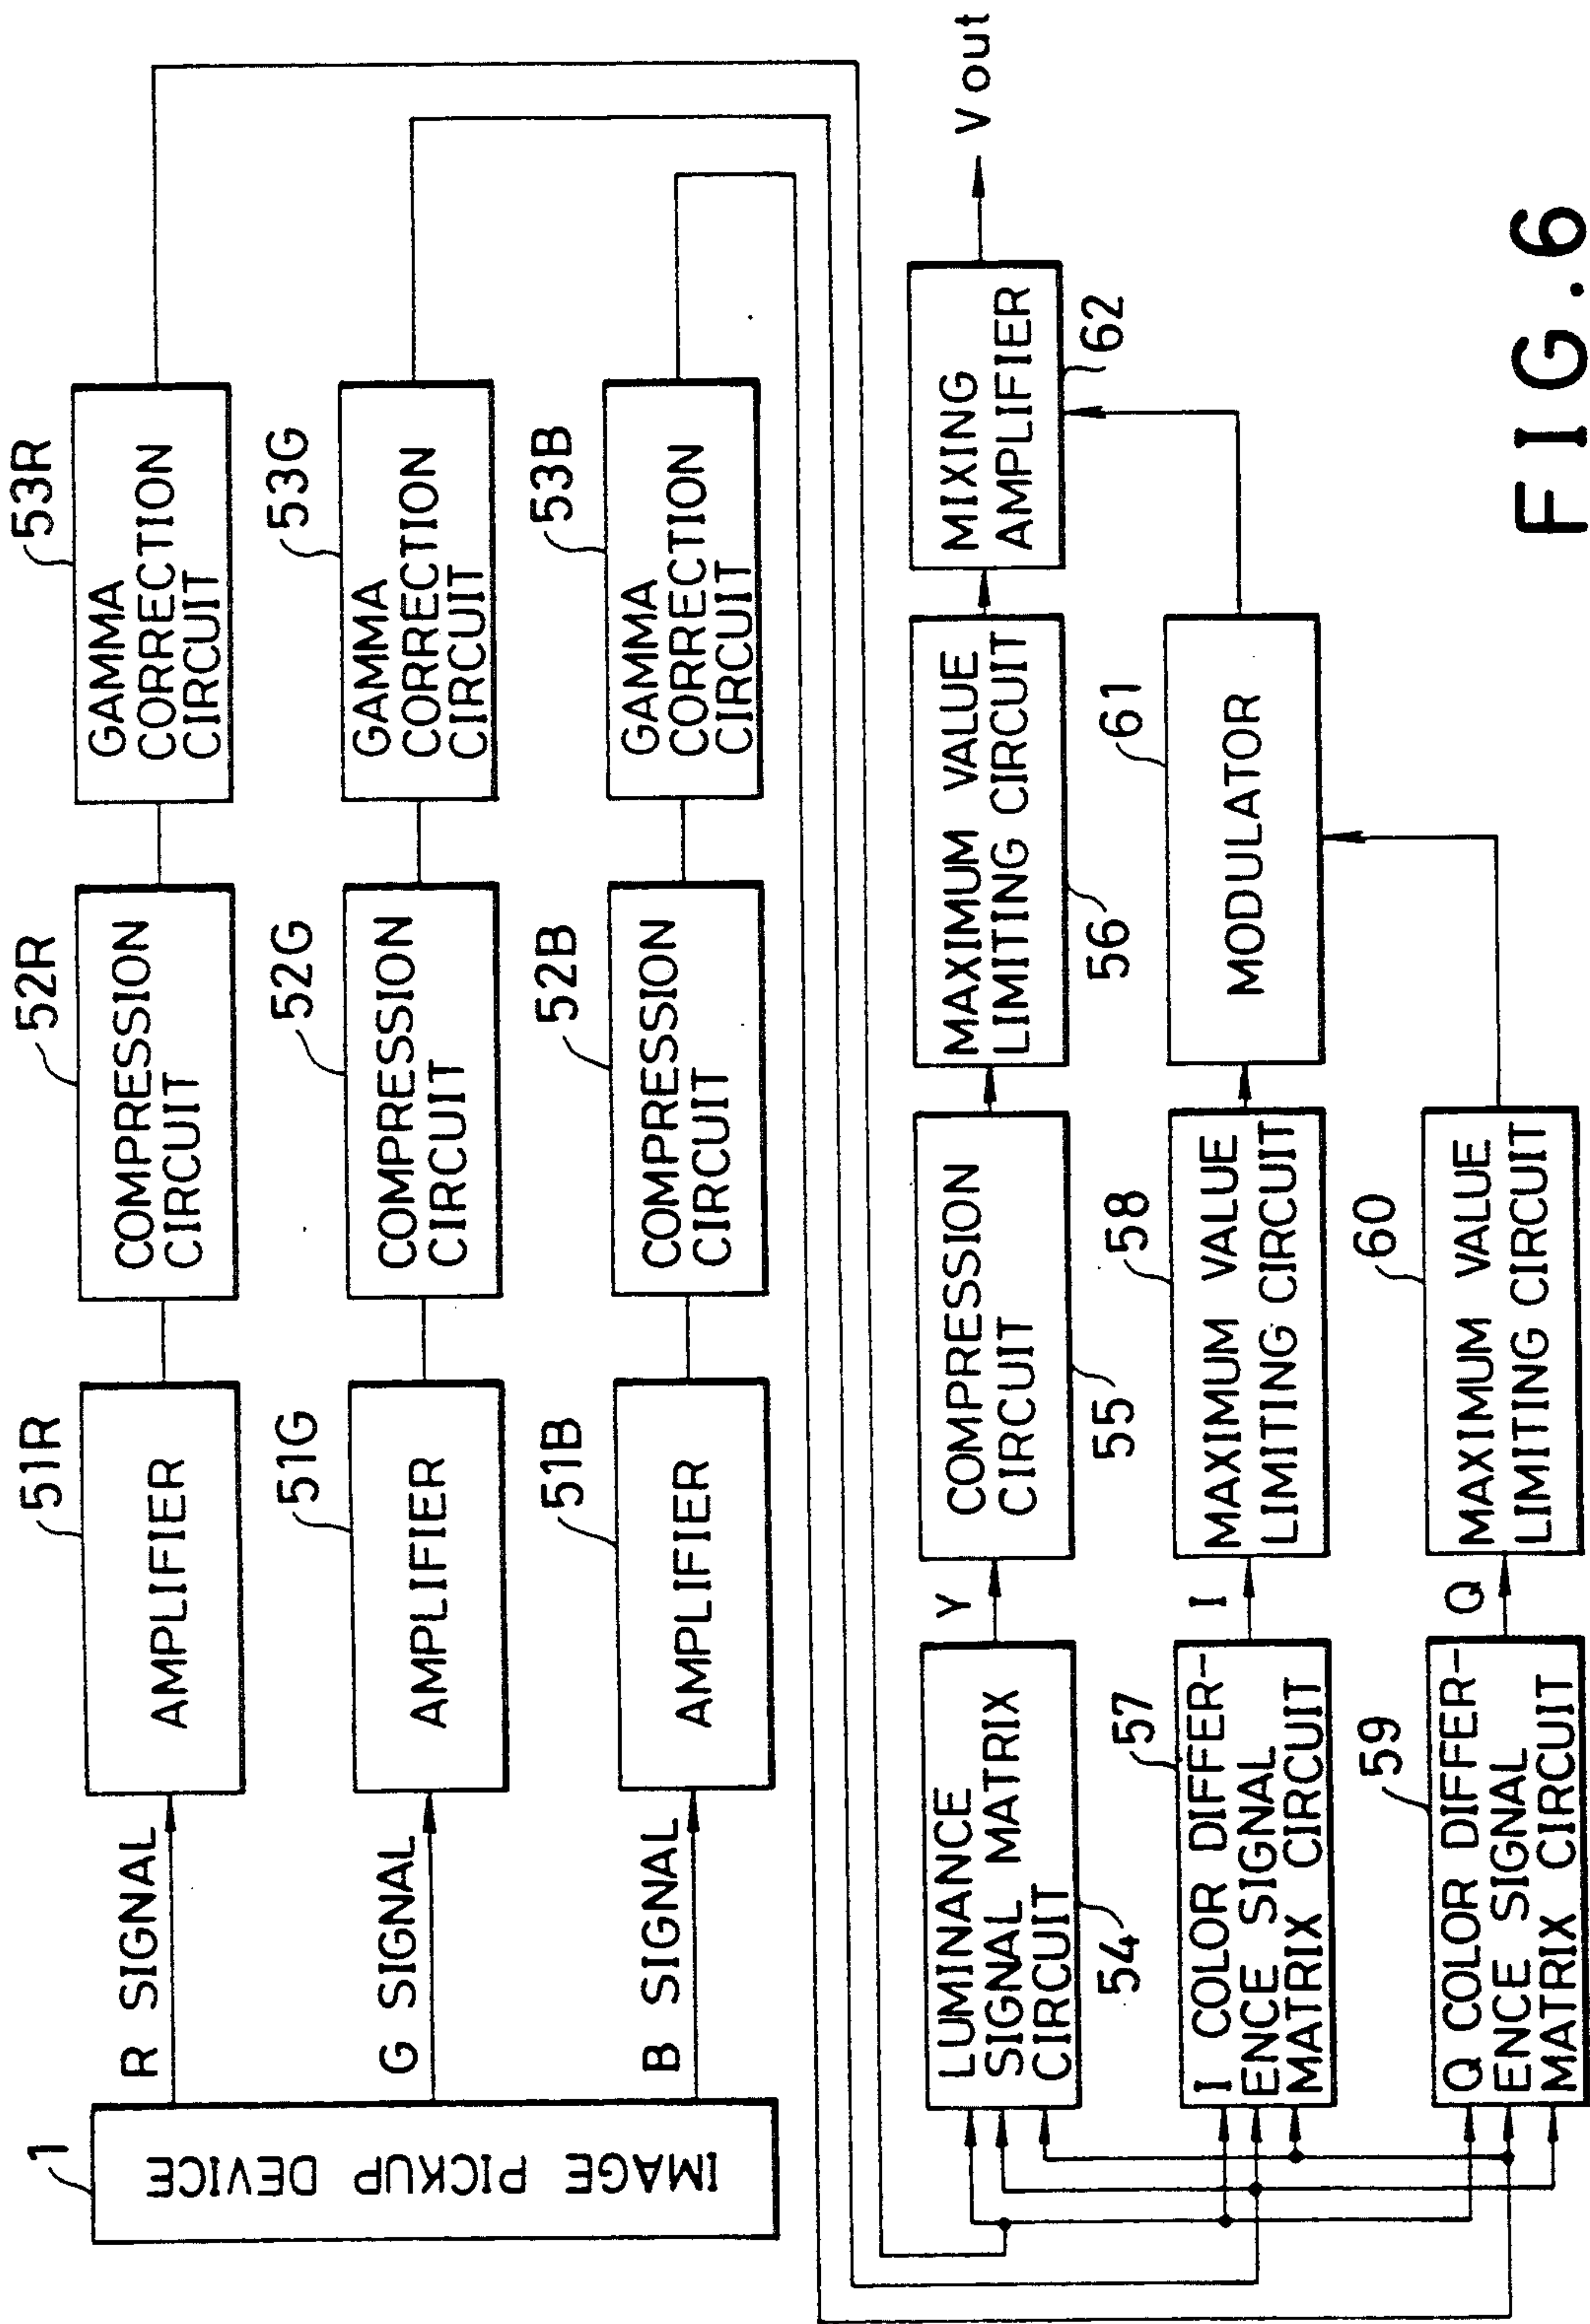 1
IMAGE PICKUP DEVICE
R SIGNAL
51R
AMPLIFIER
52R
COMPRESSION
CIRCUIT
53R
GAMMA
CORRECTION
CIRCUIT
G SIGNAL
51G
AMPLIFIER
52G
COMPRESSION
CIRCUIT
53G
GAMMA
CORRECTION
CIRCUIT
B SIGNAL
51B
AMPLIFIER
52B
COMPRESSION
CIRCUIT
53B
GAMMA
CORRECTION
CIRCUIT
LUMINANCE
SIGNAL MATRIX
CIRCUIT
54
Y
COMPRESSION
CIRCUIT
55
MAXIMUM VALUE
LIMITING CIRCUIT
56
MIXING
AMPLIFIER
62
Vout
57
I COLOR DIFFER-
ENCE SIGNAL
MATRIX CIRCUIT
I
58
MAXIMUM VALUE
LIMITING CIRCUIT
61
MODULATOR
59
Q COLOR DIFFER-
ENCE SIGNAL
MATRIX CIRCUIT
Q
60
MAXIMUM VALUE
LIMITING CIRCUIT
FIG.6